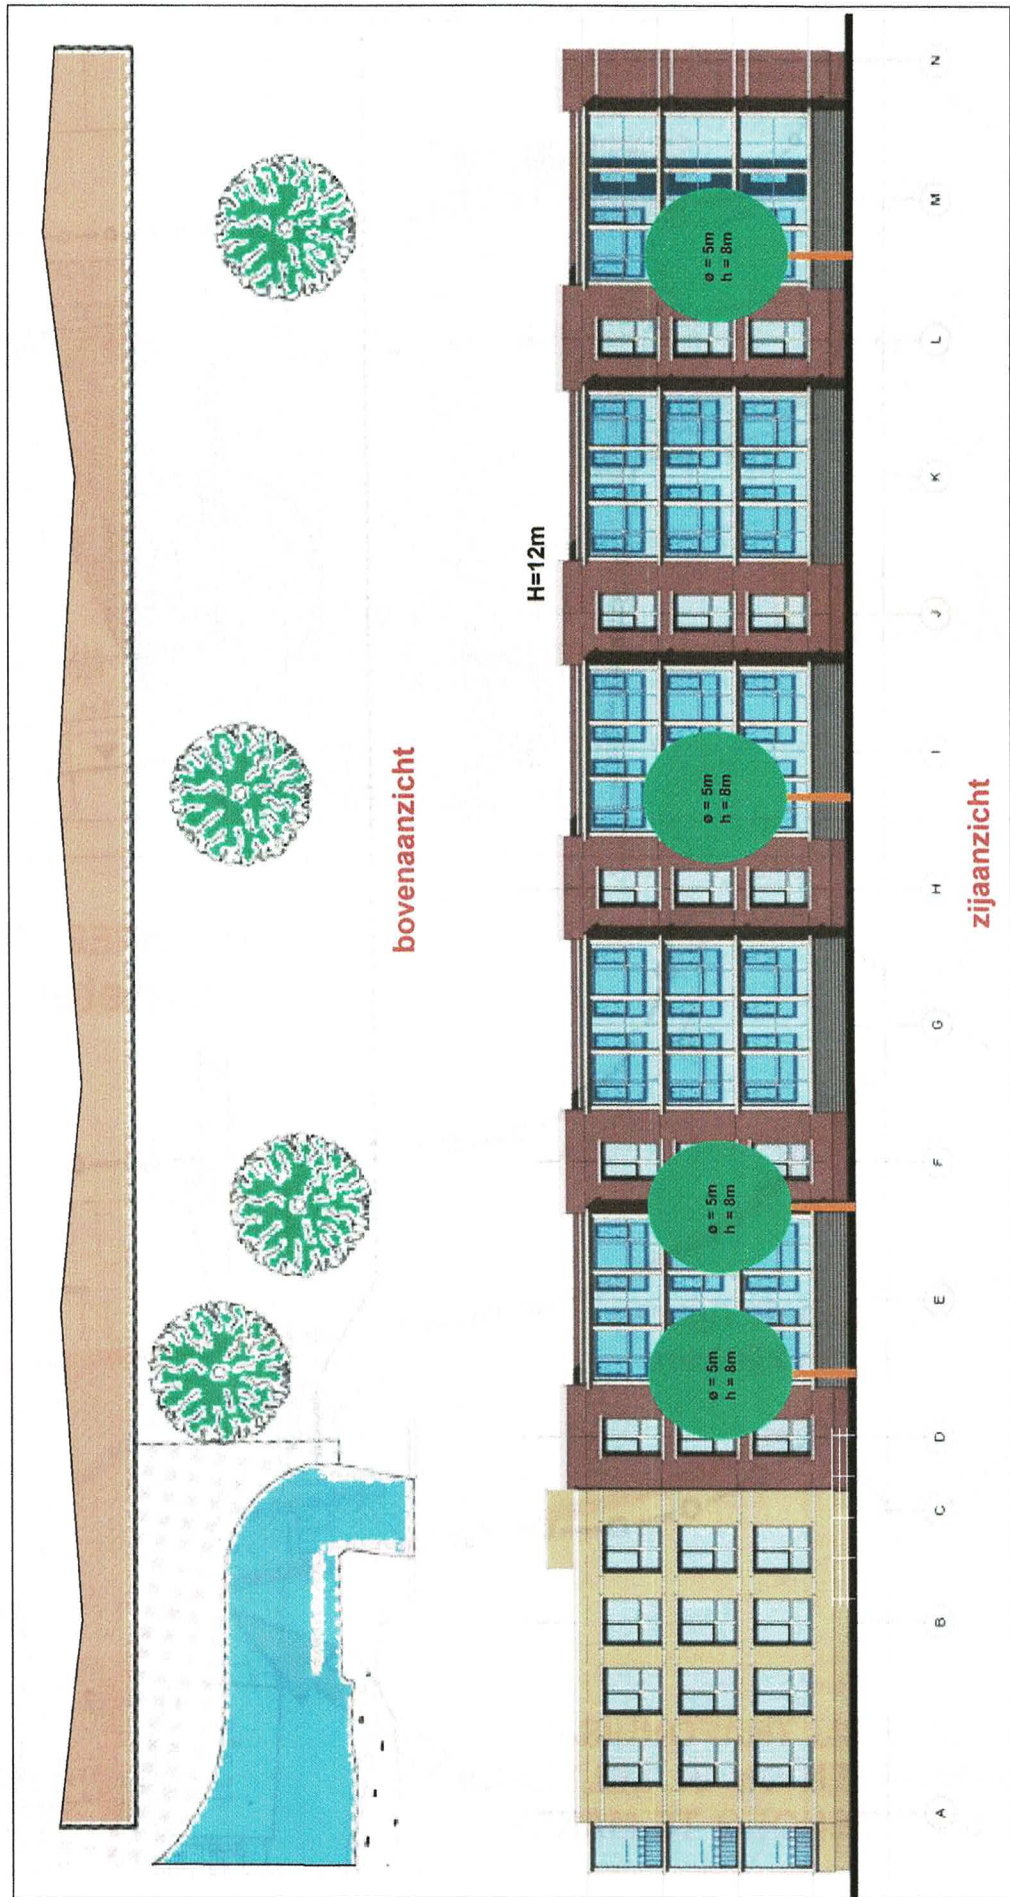 bovenaanzicht
H=12m
ø = 5m
h = 8m
ø = 5m
h = 8m
ø = 5m
h = 8m
ø = 5m
h = 8m
A B C D E F G H I J K L M N
zijaanzicht